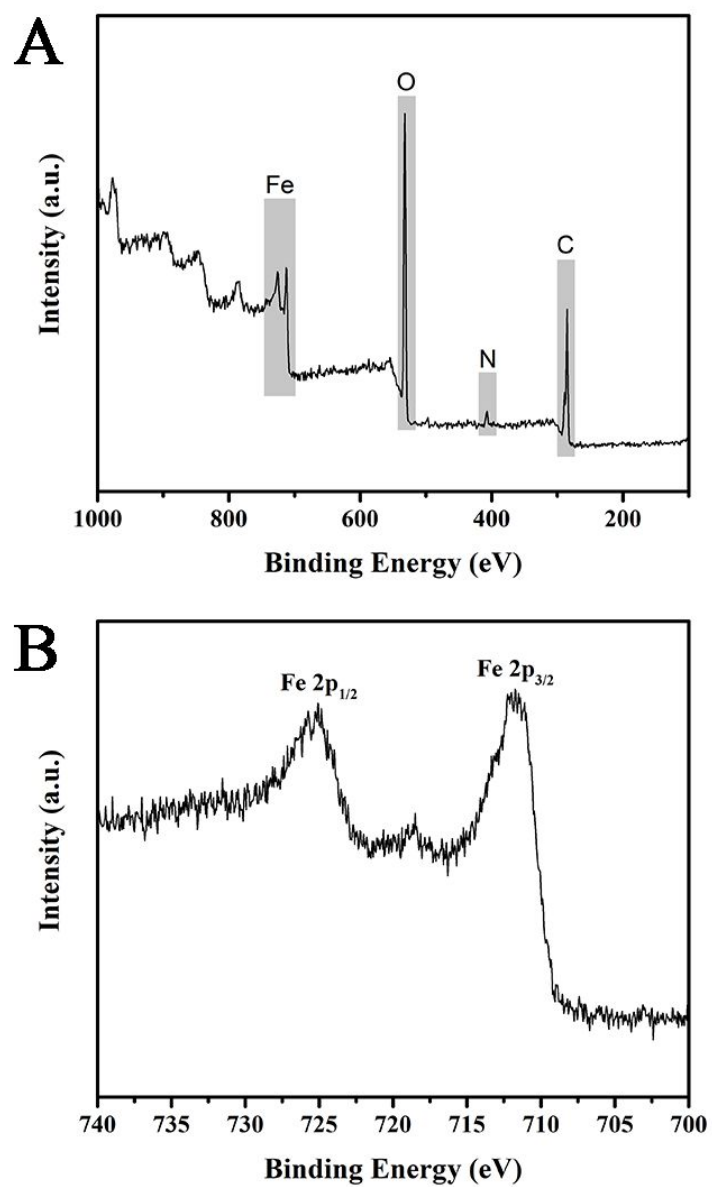 A
O
Fe
C
N
Intensity (a.u.)
1000 800 600 400 200
Binding Energy (eV)
B
Fe 2p1/2 Fe 2p3/2
Intensity (a.u.)
740 735 730 725 720 715 710 705 700
Binding Energy (eV)